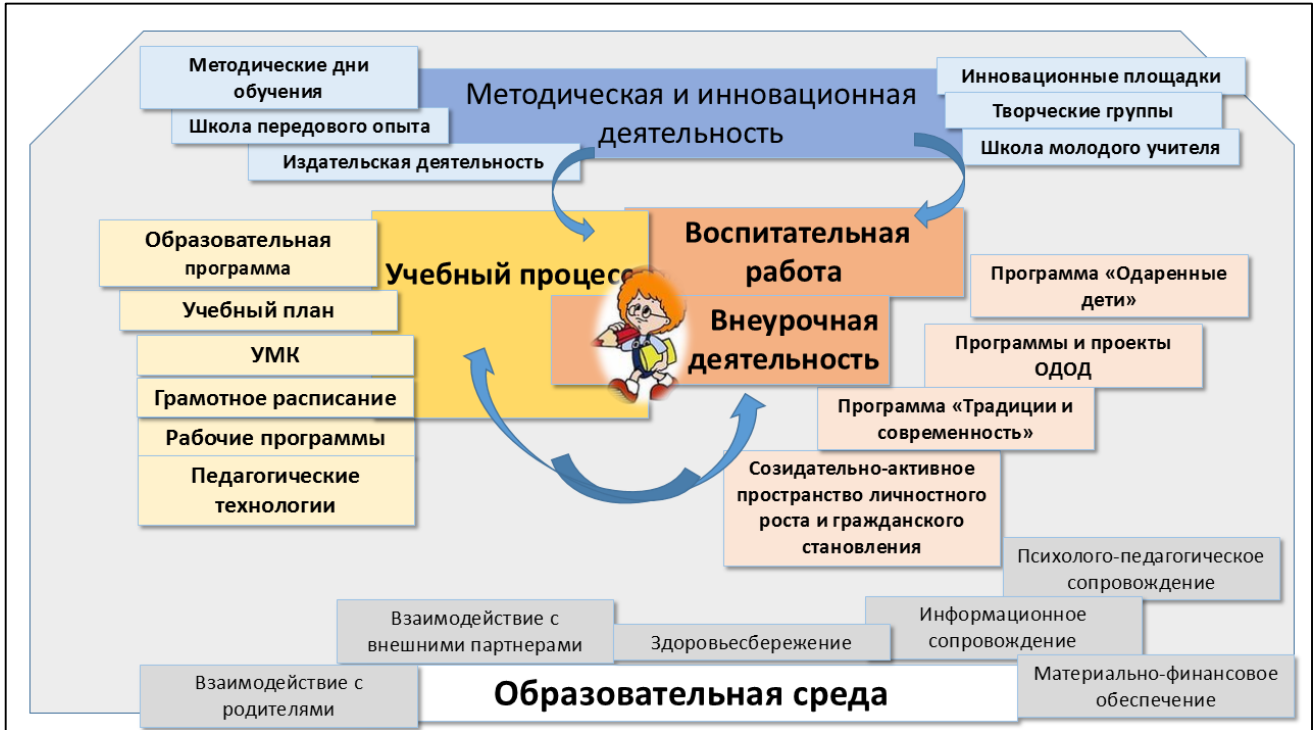 Методические дни
обучения
Школа передового опыта
Издательская деятельность
Методическая и инновационная
деятельность
Инновационные площадки
Творческие группы
Школа молодого учителя
Образовательная
программа
Учебный план
УМК
Грамотное расписание
Рабочие программы
Педагогические
технологии
Учебный процесс
Воспитательная
работа
Внеурочная
деятельность
Программа «Одаренные
дети»
Программы и проекты
ОДОД
Программа «Традиции и
современность»
Созидательно-активное
пространство личностного
роста и гражданского
становления
Психолого-педагогическое
сопровождение
Взаимодействие с
внешними партнерами
Здоровьесбережение
Информационное
сопровождение
Взаимодействие с
родителями
Образовательная среда
Материально-финансовое
обеспечение